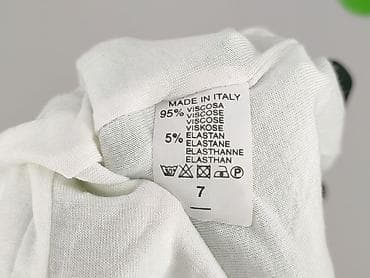 MADE IN ITALY
95% VISCOSA
VISCOSE
VISCOSE
VISKOSE
5% ELASTAN
ELASTANE
ELASTHANNE
ELASTHAN
P
7